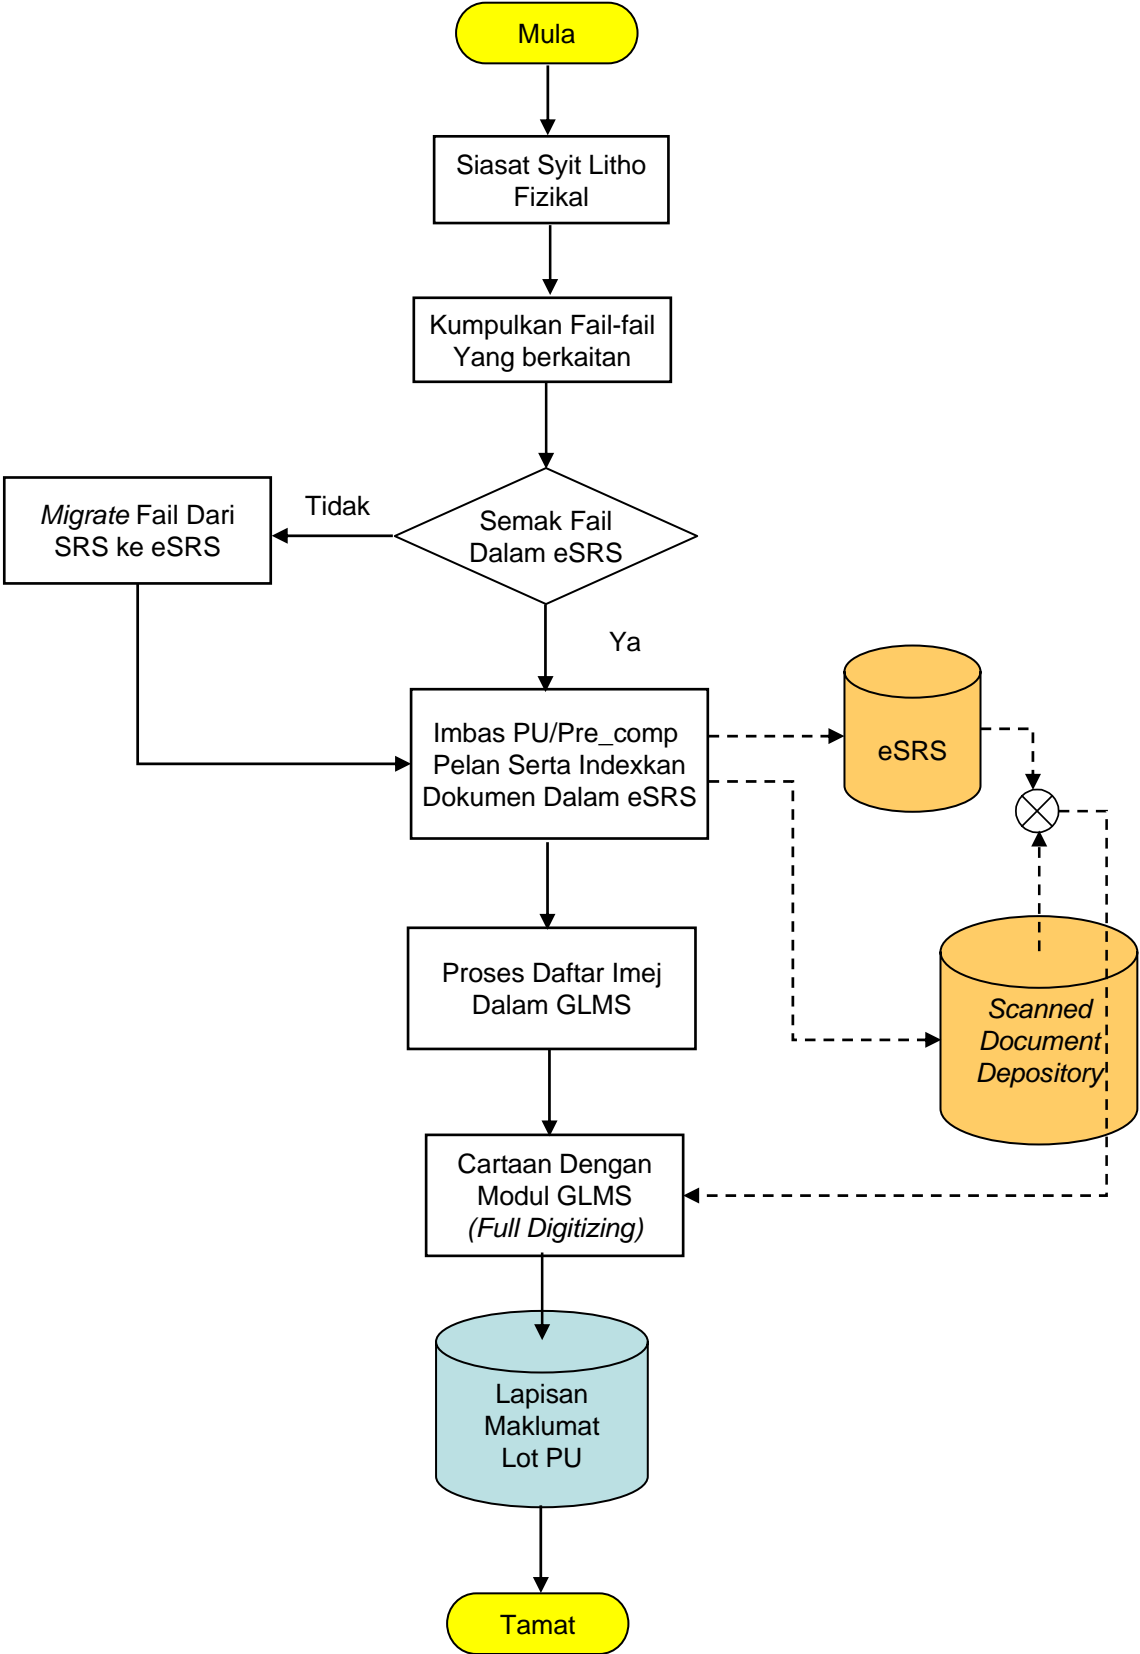 Mula
Siasat Syit Litho
Fizikal
Kumpulkan Fail-fail
Yang berkaitan
Migrate Fail Dari
SRS ke eSRS
Tidak
Semak Fail
Dalam eSRS
Ya
Imbas PU/Pre_comp
Pelan Serta Indexkan
Dokumen Dalam eSRS
eSRS
Proses Daftar Imej
Dalam GLMS
Scanned
Document
Depository
Cartaan Dengan
Modul GLMS
(Full Digitizing)
Lapisan
Maklumat
Lot PU
Tamat